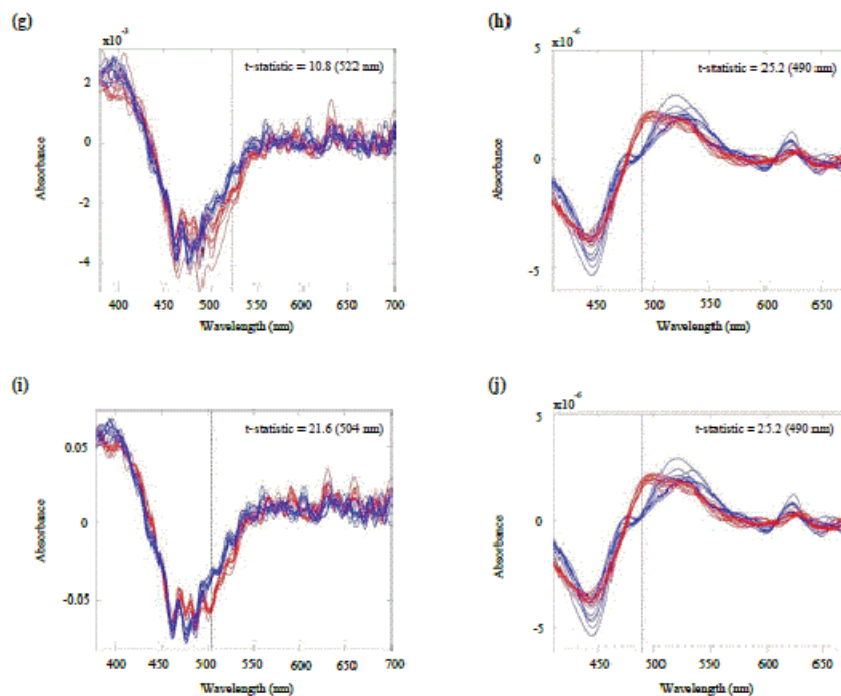 (g)
x10⁻³
t-statistic = 10.8 (522 nm)
2
0
-2
-4
Absorbance
400 450 500 550 600 650 700
Wavelength (nm)
(h)
x10⁻⁶
5
t-statistic = 25.2 (490 nm)
0
-5
Absorbance
450 500 550 600 650
Wavelength (nm)
(i)
t-statistic = 21.6 (504 nm)
0.05
0
-0.05
Absorbance
400 450 500 550 600 650 700
Wavelength (nm)
(j)
x10⁻⁶
5
t-statistic = 25.2 (490 nm)
0
-5
Absorbance
450 500 550 600 650
Wavelength (nm)